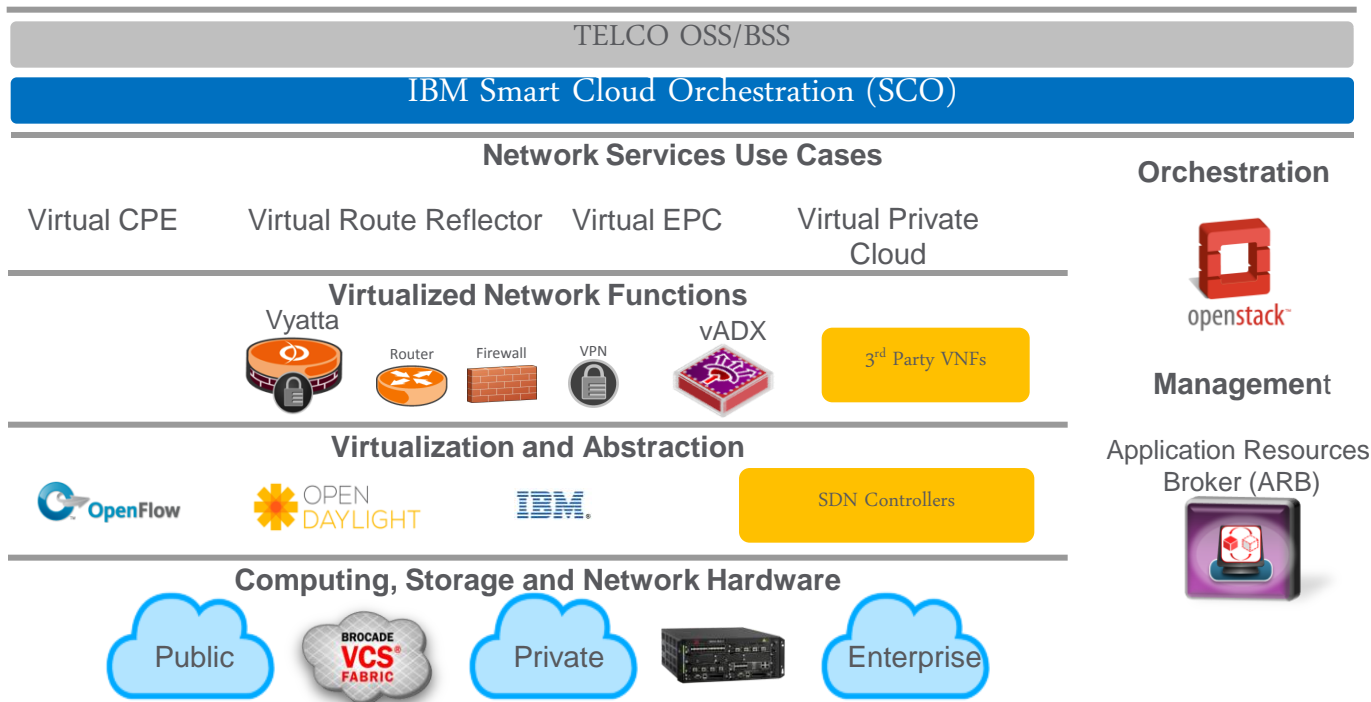 TELCO OSS/BSS
IBM Smart Cloud Orchestration (SCO)
Network Services Use Cases
Virtual CPE
Virtual Route Reflector
Virtual EPC
Virtual Private
Cloud
Virtualized Network Functions
Vyatta
Router
Firewall
VPN
vADX
3rd Party VNFs
Virtualization and Abstraction
OpenFlow
OPEN
DAYLIGHT
IBM.
SDN Controllers
Computing, Storage and Network Hardware
Public
BROCADE
VCS®
FABRIC
Private
Enterprise
Orchestration
openstack™
Management
Application Resources
Broker (ARB)